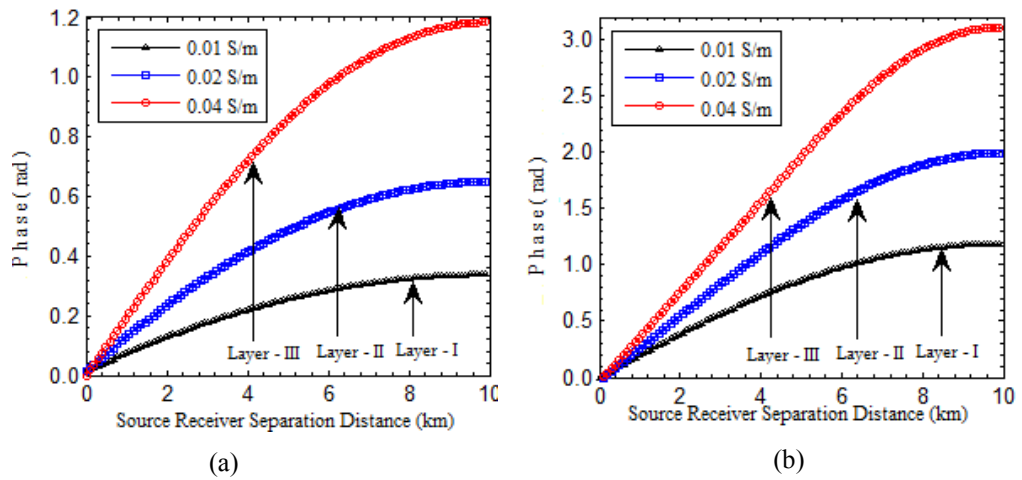 1.2
1.0
0.8
0.6
0.4
0.2
0.0
P h a s e ( rad )
0.01 S/m
0.02 S/m
0.04 S/m
Layer - III
Layer - II
Layer - I
0 2 4 6 8 10
Source Receiver Separation Distance (km)
(a)
3.0
2.5
2.0
1.5
1.0
0.5
0.0
P h a s e ( rad )
0.01 S/m
0.02 S/m
0.04 S/m
Layer - III
Layer - II
Layer - I
0 2 4 6 8 10
Source Receiver Separation Distance (km)
(b)